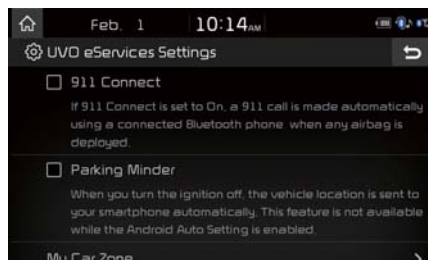 Feb. 1 10:14AM
UVO eServices Settings
911 Connect
If 911 Connect is set to On, a 911 call is made automatically
using a connected Bluetooth phone when any airbag is
deployed.
Parking Minder
When you turn the ignition off, the vehicle location is sent to
your smartphone automatically. This feature is not available
while the Android Auto Setting is enabled.
My Car Zone